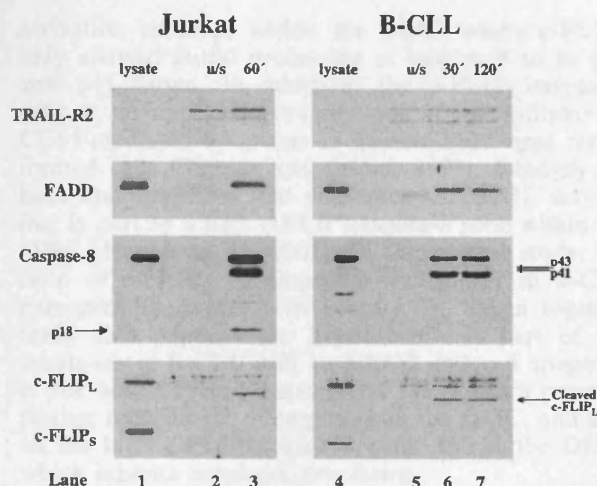 Jurkat B-CLL
lysate u/s 60´ lysate u/s 30´ 120´
TRAIL-R2
FADD
Caspase-8
p43
p41
p18
c-FLIPL
Cleaved
c-FLIPL
c-FLIPS
Lane 1 2 3 4 5 6 7